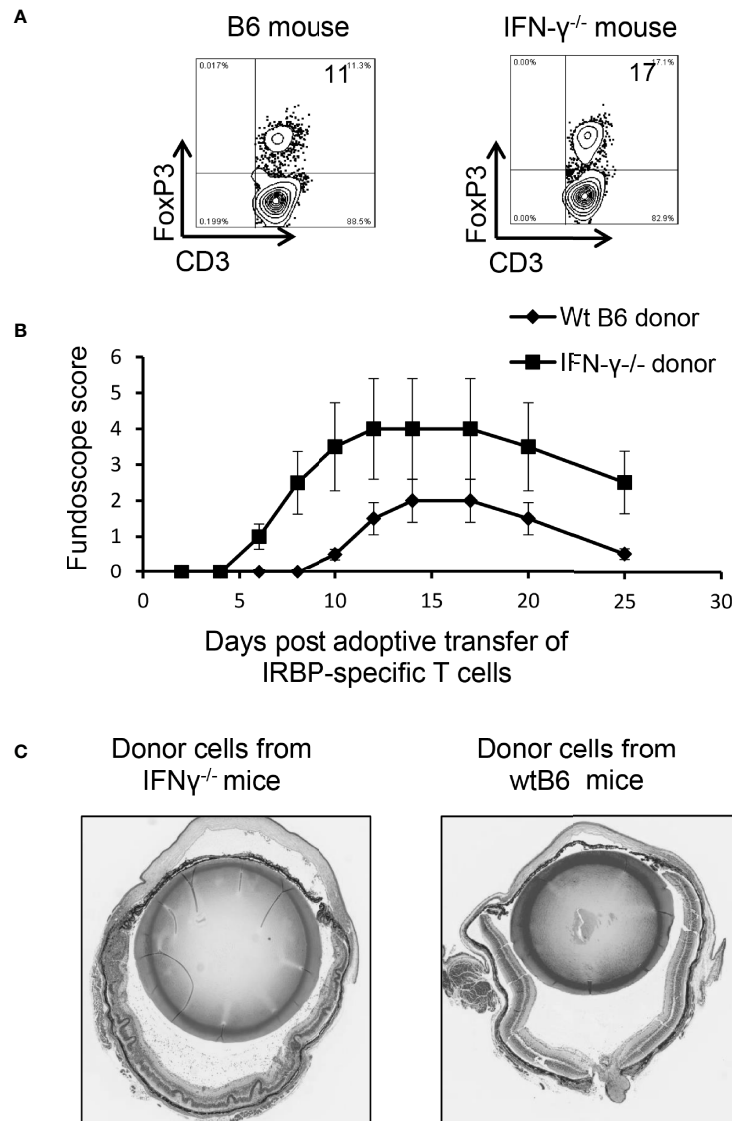 A
B6 mouse
IFN-γ-/- mouse
0.017%
11
11.3%
0.199%
88.5%
FoxP3
CD3
0.00%
17
17.1%
0.00%
82.9%
FoxP3
CD3
B
Wt B6 donor
IFN-γ-/- donor
Fundoscope score
6
5
4
3
2
1
0
0 5 10 15 20 25 30
Days post adoptive transfer of
IRBP-specific T cells
C
Donor cells from
IFNγ-/- mice
Donor cells from
wtB6 mice